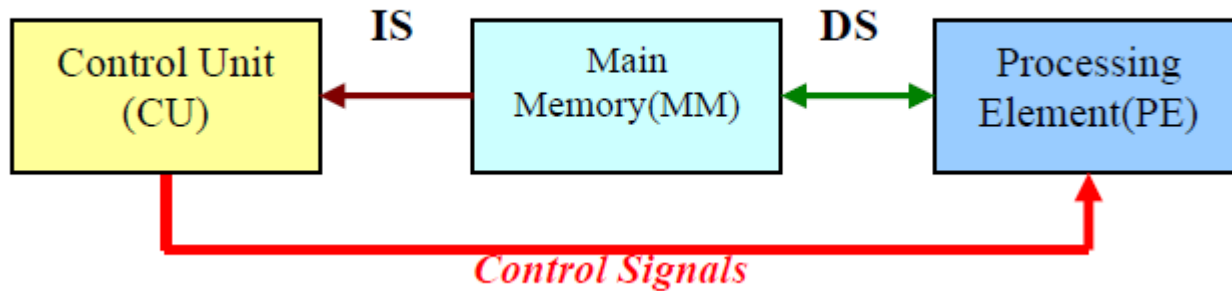 IS
DS
Control Unit
(CU)
Main
Memory(MM)
Processing
Element(PE)
Control Signals